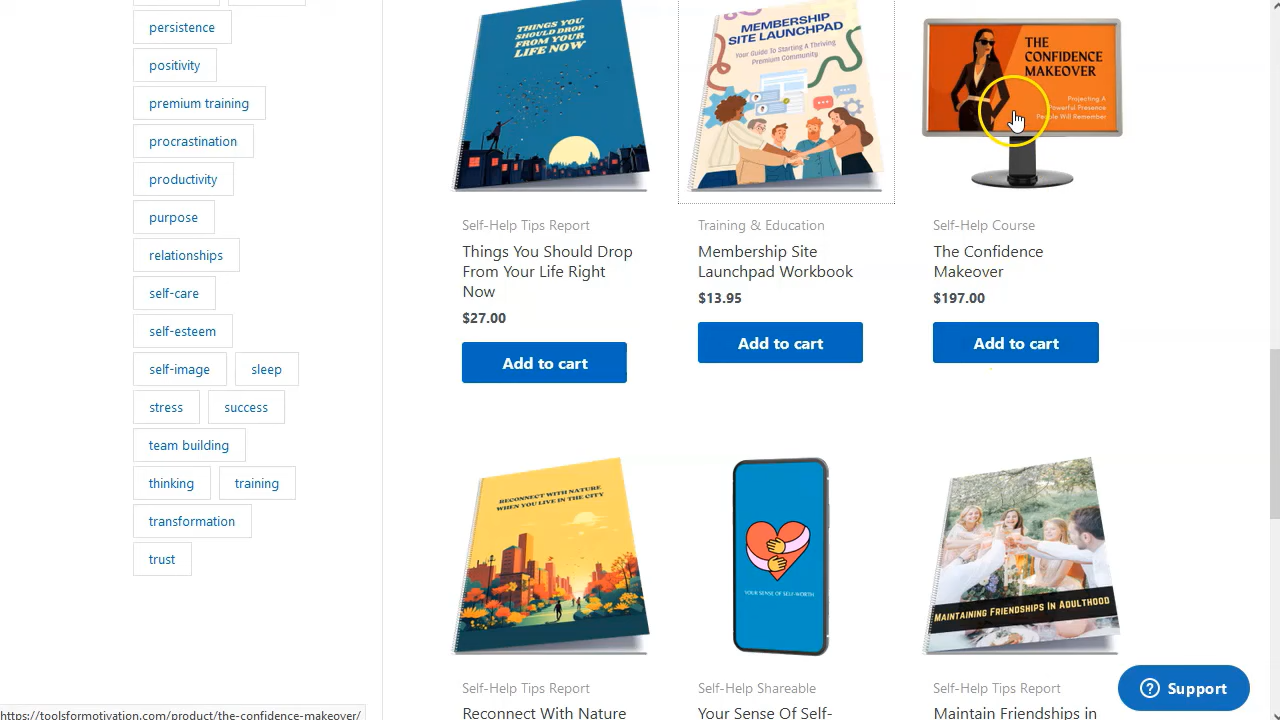 persistence
positivity
premium training
procrastination
productivity
purpose
relationships
self-care
self-esteem
self-image
sleep
stress
success
team building
thinking
training
transformation
trust
THINGS YOU
SHOULD DROP
FROM YOUR
LIFE NOW
Self-Help Tips Report
Things You Should Drop
From Your Life Right
Now
$27.00
Add to cart
MEMBERSHIP
SITE LAUNCHPAD
Your Guide To Starting A Thriving
Premium Community
Training & Education
Membership Site
Launchpad Workbook
$13.95
Add to cart
THE
CONFIDENCE
MAKEOVER
Projecting A
Powerful Presence
People Will Remember
Self-Help Course
The Confidence
Makeover
$197.00
Add to cart
RECONNECT WITH NATURE
WHEN YOU LIVE IN THE CITY
Self-Help Tips Report
Reconnect With Nature
YOUR SENSE OF SELF-WORTH
Self-Help Shareable
Your Sense Of Self-
MAINTAINING FRIENDSHIPS IN ADULTHOOD
Self-Help Tips Report
Maintain Friendships in
Support
https://toolsformotivation.com/product/the-confidence-makeover/